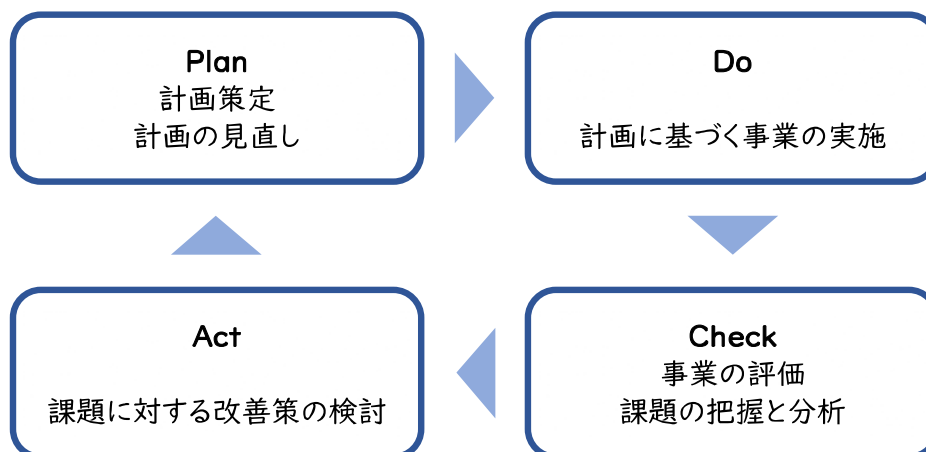 Plan
計画策定
計画の見直し
Do
計画に基づく事業の実施
Act
課題に対する改善策の検討
Check
事業の評価
課題の把握と分析